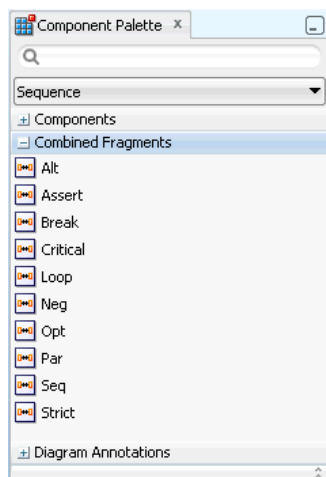 Component Palette
Sequence
Components
Combined Fragments
Alt
Assert
Break
Critical
Loop
Neg
Opt
Par
Seq
Strict
Diagram Annotations